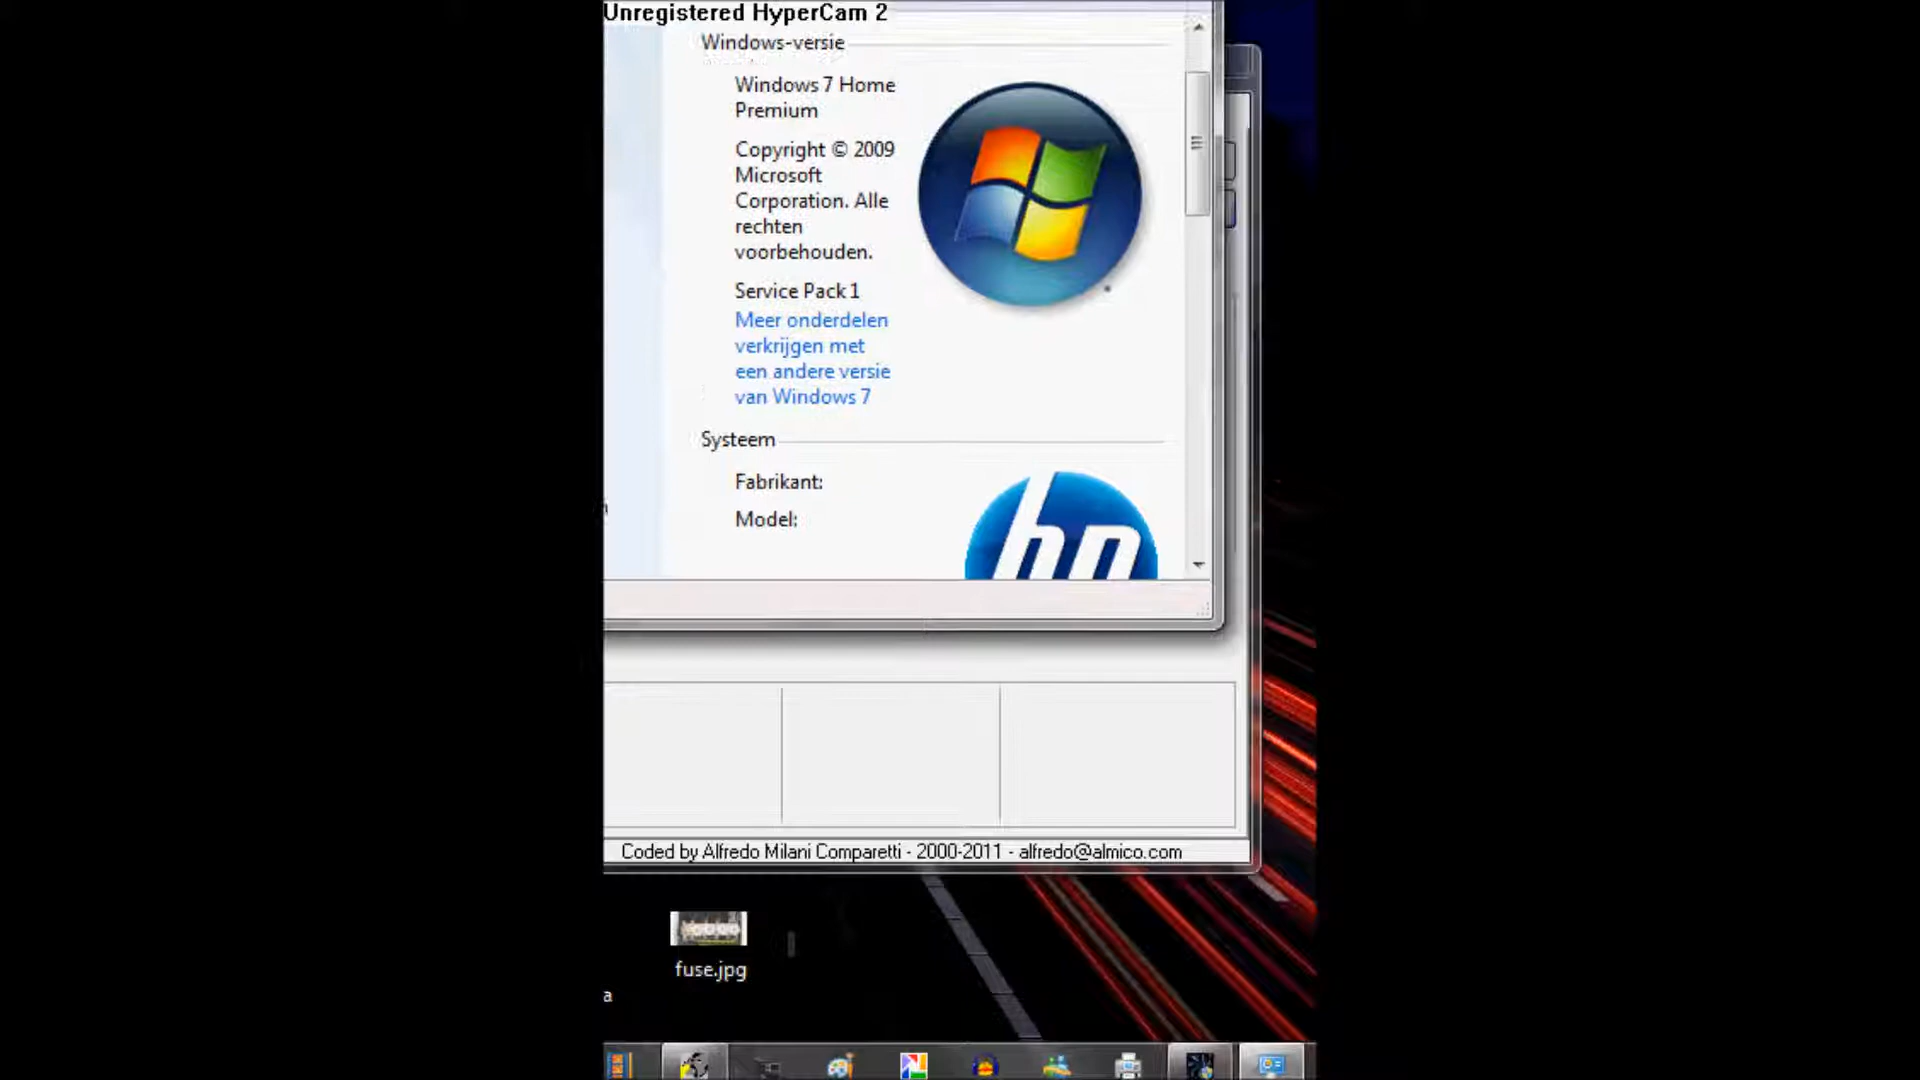 Unregistered HyperCam 2
Windows-versie
Windows 7 Home
Premium
Copyright © 2009
Microsoft
Corporation. Alle
rechten
voorbehouden.
Service Pack 1
Meer onderdelen
verkrijgen met
een andere versie
van Windows 7
Systeem
Fabrikant:
Model:
hp
Coded by Alfredo Milani Comparetti - 2000-2011 - alfredo@almico.com
fuse.jpg
a